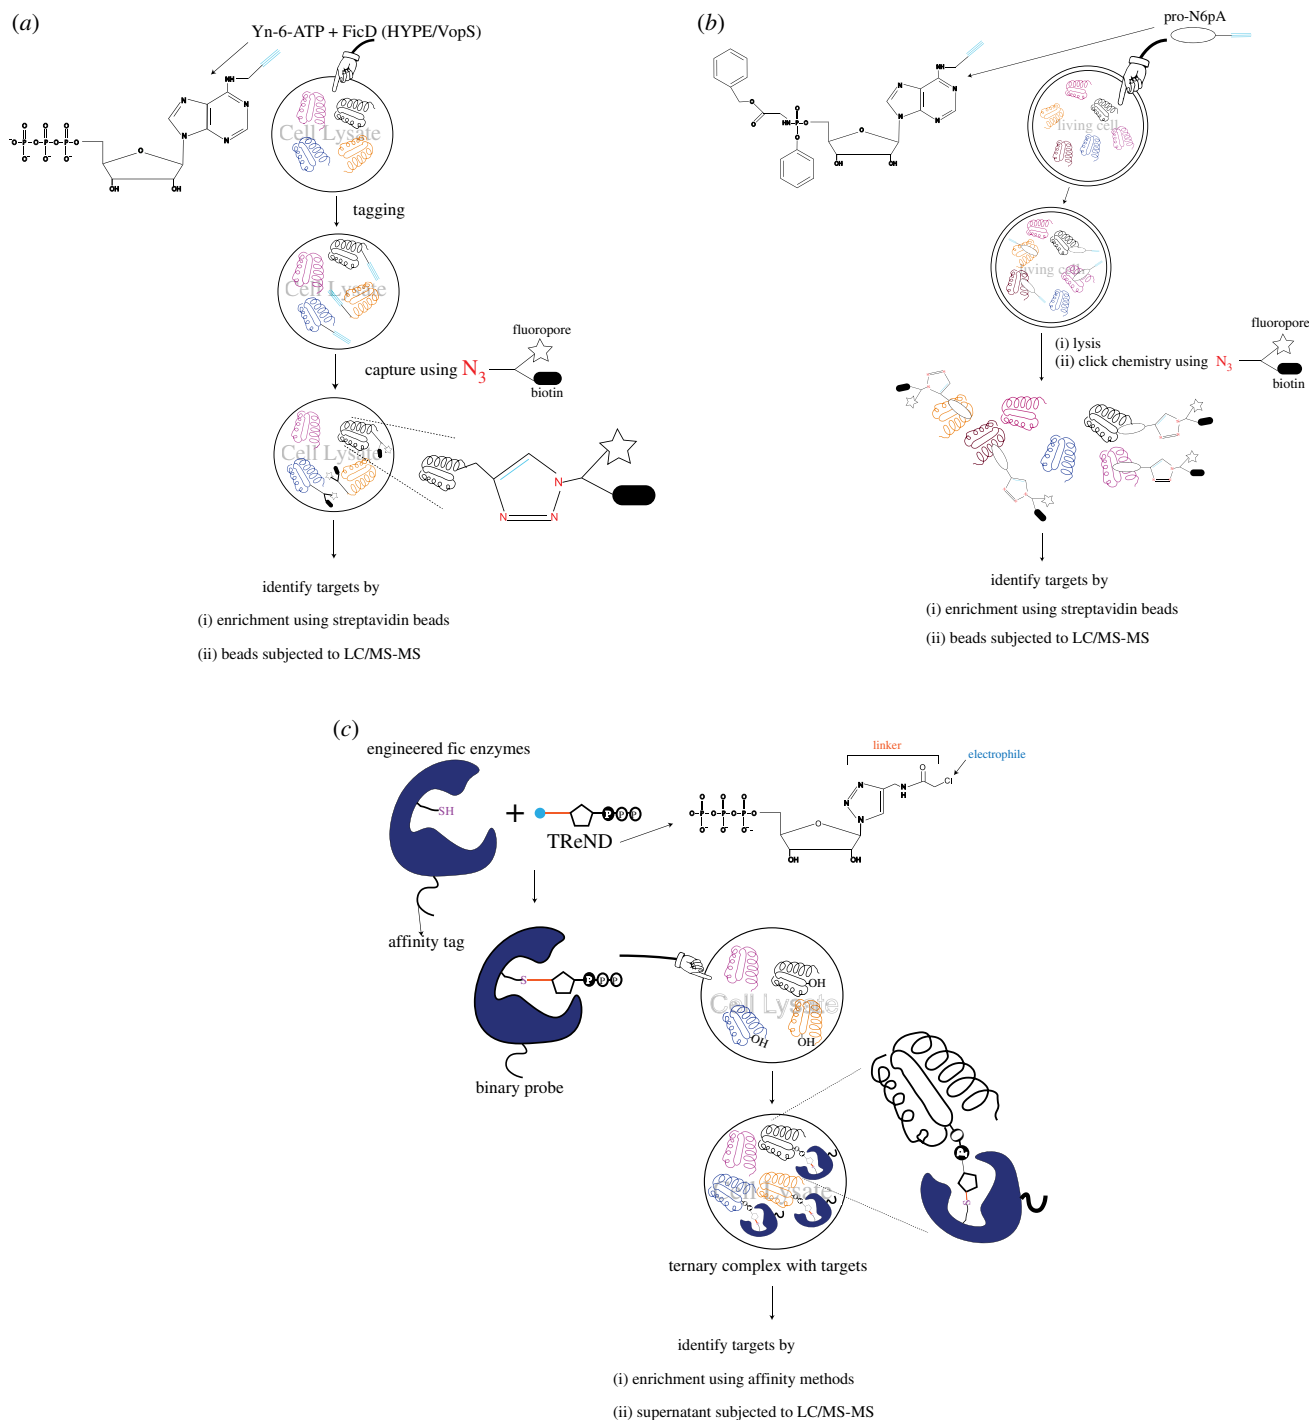 (a)
Yn-6-ATP + FicD (HYPE/VopS)
Cell Lysate
tagging
Cell Lysate
fluoropore
capture using N3
biotin
Cell Lysate
N
N
N
identify targets by
(i) enrichment using streptavidin beads
(ii) beads subjected to LC/MS-MS
(b)
pro-N6pA
living cell
living cell
(i) lysis
(ii) click chemistry using N3
fluoropore
biotin
identify targets by
(i) enrichment using streptavidin beads
(ii) beads subjected to LC/MS-MS
(c)
engineered fic enzymes
SH
+
P P P
TReND
linker
electrophile
affinity tag
S
P P P
binary probe
OH
Cell Lysate
OH
OH
Cell Lysate
P
S
ternary complex with targets
identify targets by
(i) enrichment using affinity methods
(ii) supernatant subjected to LC/MS-MS